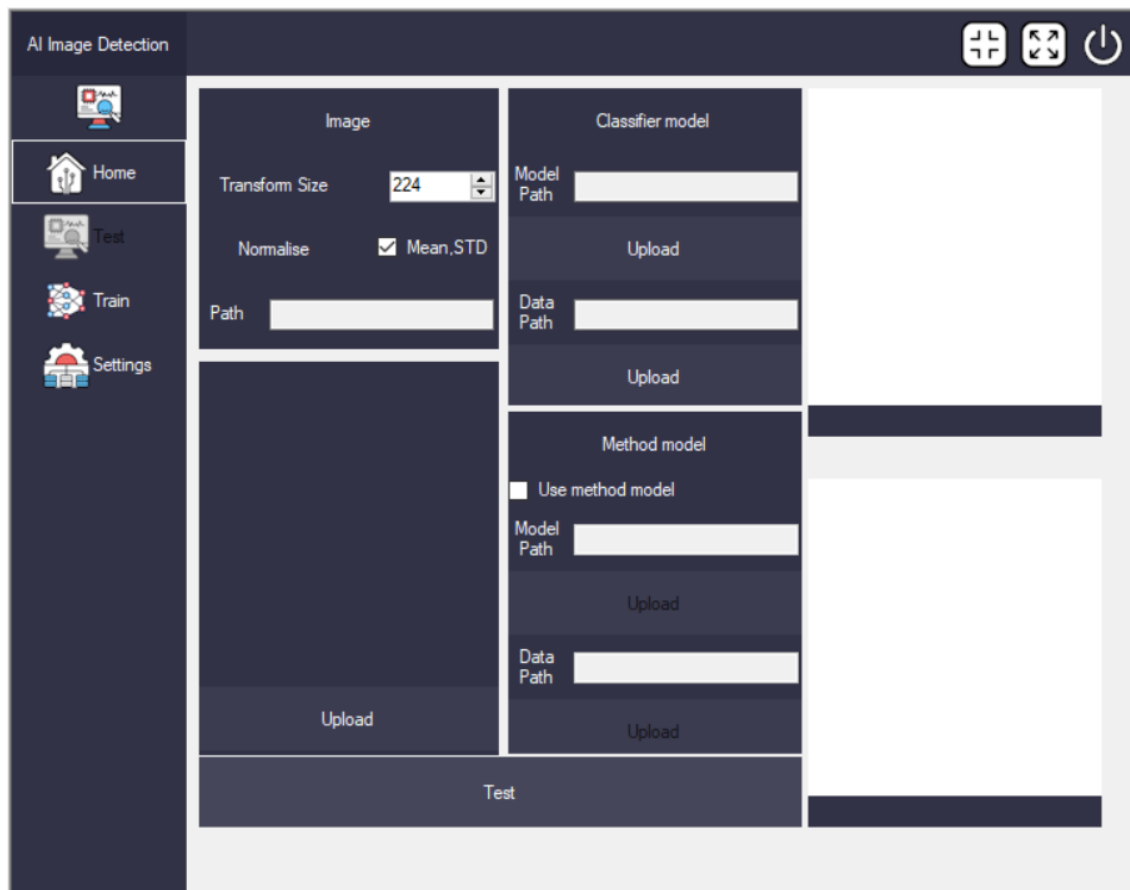 AI Image Detection
Home
Test
Train
Settings
Image
Transform Size
224
Normalise
Mean,STD
Path
Upload
Classifier model
Model
Path
Upload
Data
Path
Upload
Method model
Use method model
Model
Path
Upload
Data
Path
Upload
Test